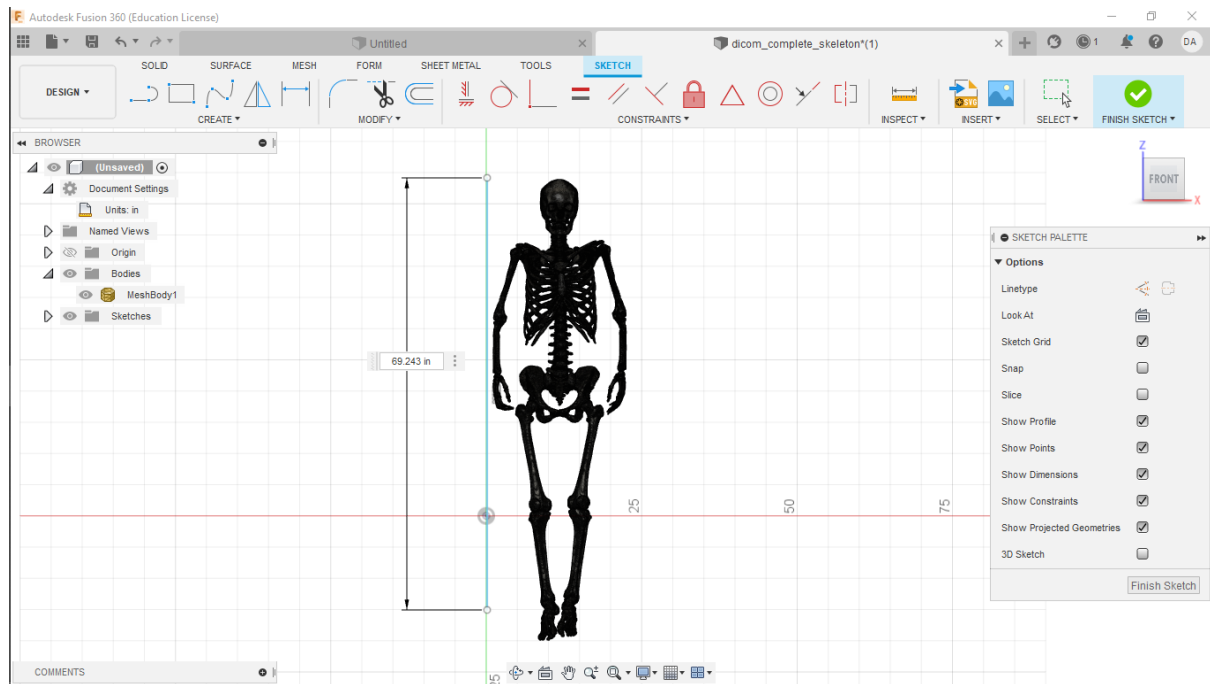 Autodesk Fusion 360 (Education License)
Untitled
dicom_complete_skeleton*(1)
1
DA
SOLID SURFACE MESH FORM SHEET METAL TOOLS SKETCH
DESIGN
CREATE MODIFY CONSTRAINTS INSPECT INSERT SELECT FINISH SKETCH
SVG
BROWSER
(Unsaved)
Document Settings
Units: in
Named Views
Origin
Bodies
MeshBody1
Sketches
69.243 in
25
50
75
25
Z
FRONT
X
SKETCH PALETTE
Options
Linetype
Look At
Sketch Grid
Snap
Slice
Show Profile
Show Points
Show Dimensions
Show Constraints
Show Projected Geometries
3D Sketch
Finish Sketch
COMMENTS